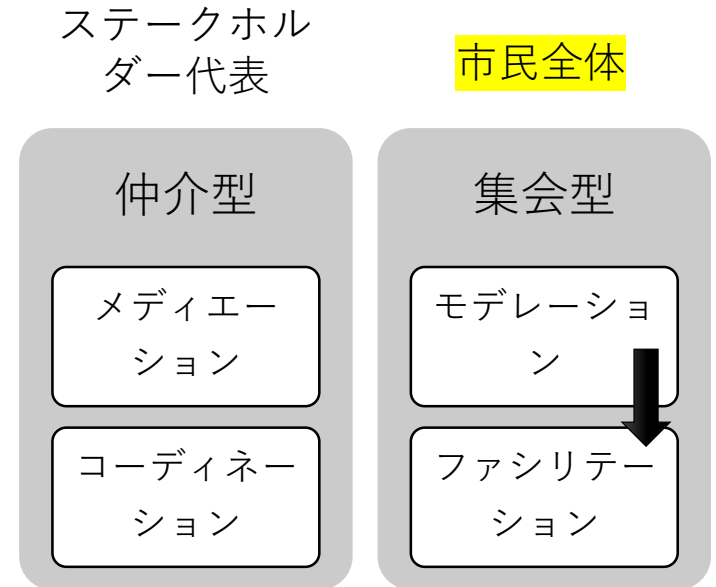 ステークホル
ダー代表
市民全体
仲介型
メディエー
ション
コーディネー
ション
集会型
モデレーショ
ン
ファシリテー
ション